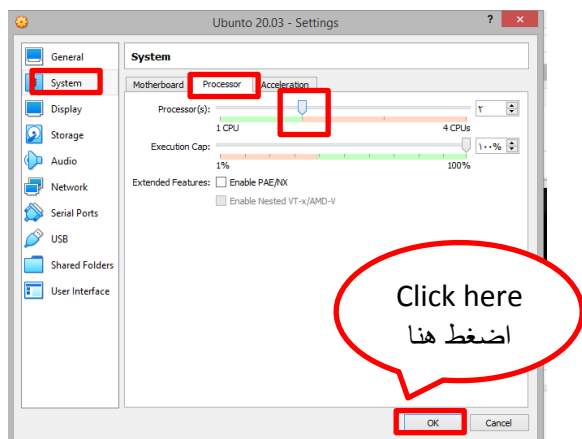 Ubunto 20.03 - Settings
?
×
General
System
Display
Storage
Audio
Network
Serial Ports
USB
Shared Folders
User Interface
System
Motherboard
Processor
Acceleration
Processor(s):
٢
1 CPU
4 CPUs
Execution Cap:
١٠٠%
1%
100%
Extended Features:
Enable PAE/NX
Enable Nested VT-x/AMD-V
Click here
اضغط هنا
OK
Cancel